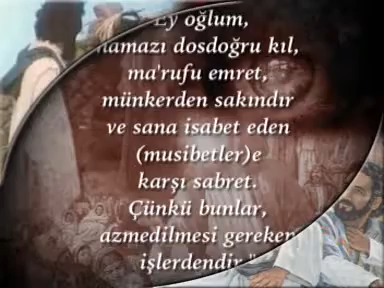 "Ey oğlum,
namazı dosdoğru kıl,
ma'rufu emret,
münkerden sakındır
ve sana isabet eden
(musibetler)e
karşı sabret.
Çünkü bunlar,
azmedilmesi gereken
işlerdendir."